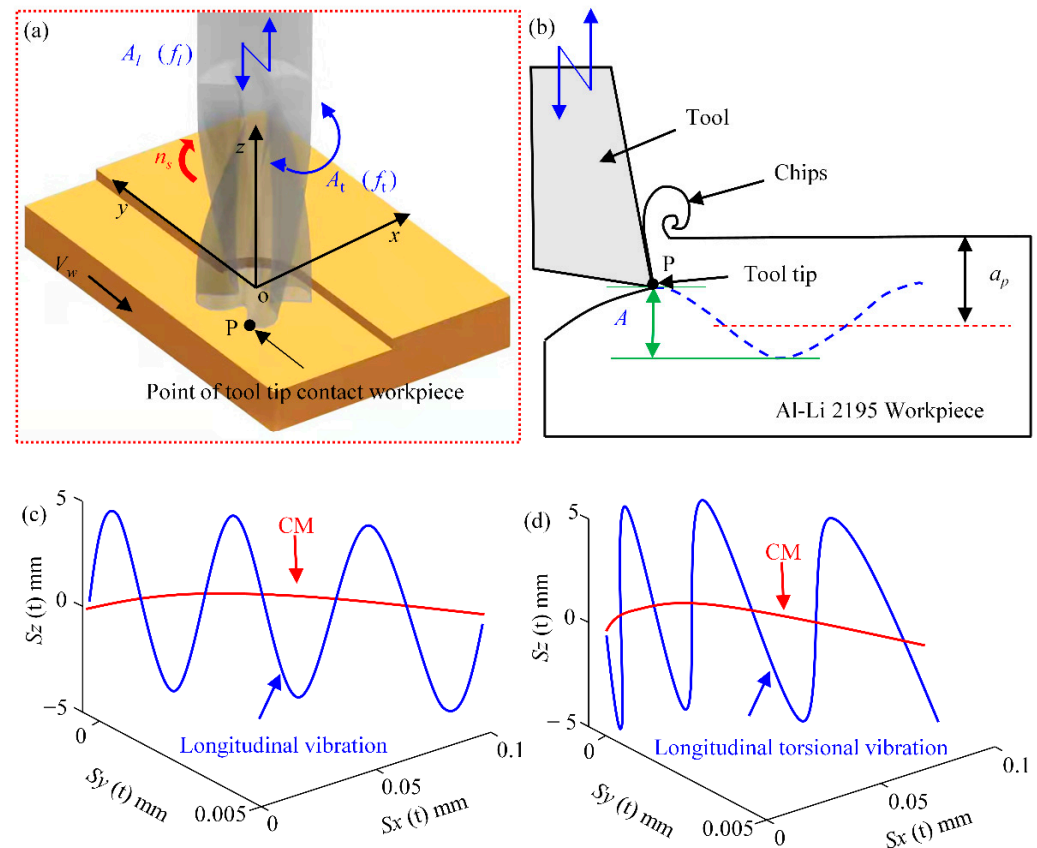 (a)
A_l (f_l)
n_s
z
A_t (f_t)
y
x
V_w
o
P
Point of tool tip contact workpiece
(b)
Tool
Chips
P
Tool tip
a_p
A
Al-Li 2195 Workpiece
(c)
5
CM
Sz (t) mm
0
−5
Longitudinal vibration
0
Sy (t) mm
0.005
0
0.05
Sx (t) mm
0.1
(d)
5
CM
Sz (t) mm
0
−5
Longitudinal torsional vibration
0
Sy (t) mm
0.005
0
0.05
Sx (t) mm
0.1